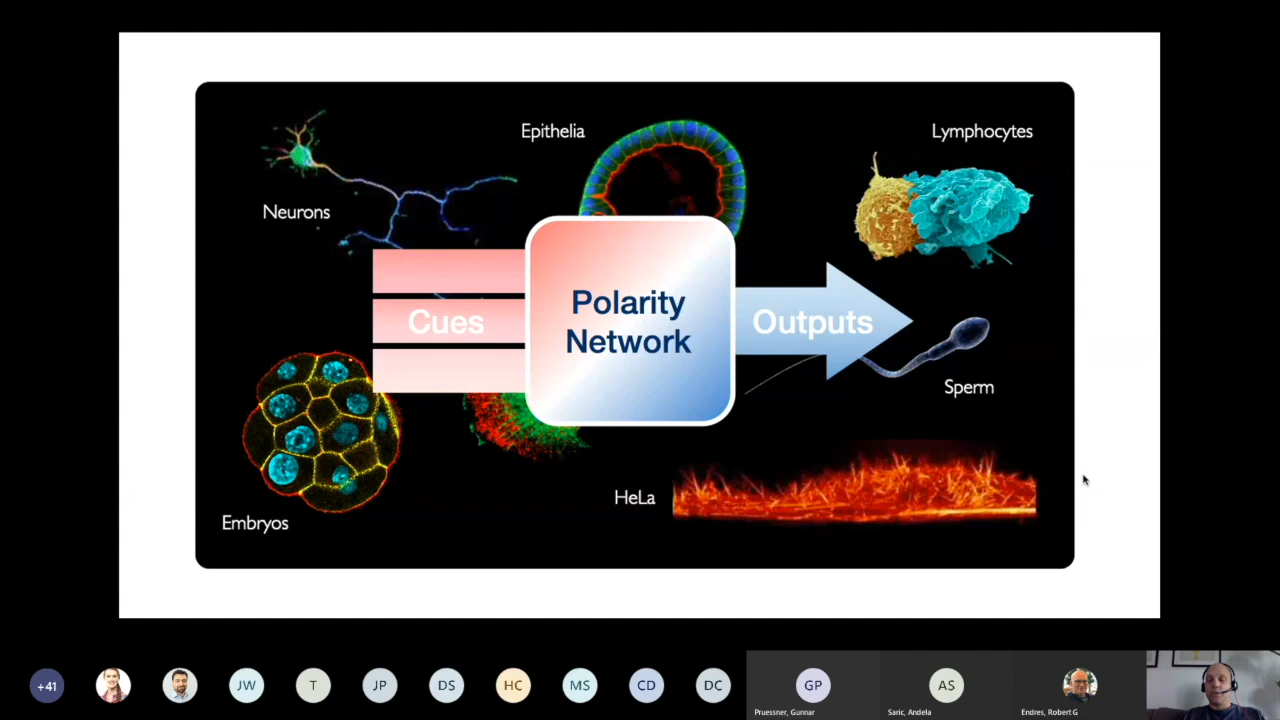 Epithelia
Lymphocytes
Neurons
Polarity
Network
Cues
Outputs
Sperm
HeLa
Embryos
+41
JW
T
JP
DS
HC
MS
CD
DC
GP
AS
Pruessner, Gunnar
Saric, Andela
Endres, Robert G